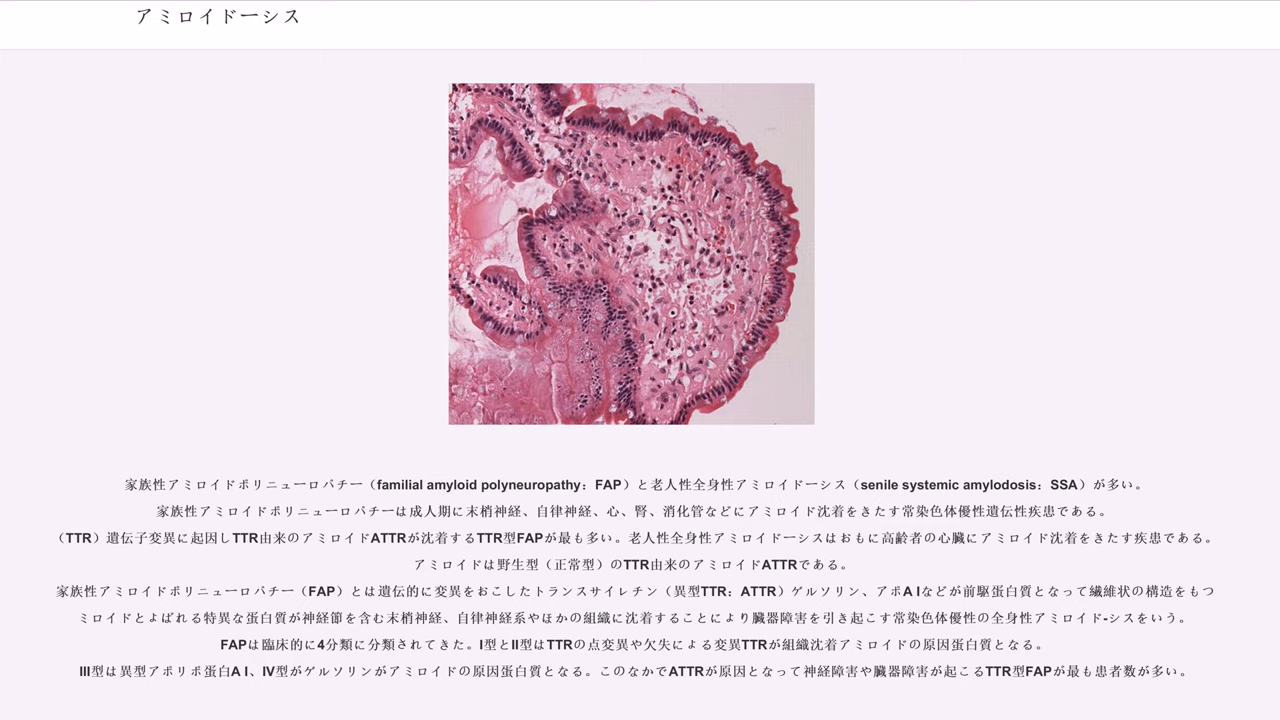 アミロイドーシス
家族性アミロイドポリニューロパチー（familial amyloid polyneuropathy：FAP）と老人性全身性アミロイドーシス（senile systemic amylodosis：SSA）が多い。
家族性アミロイドポリニューロパチーは成人期に末梢神経、自律神経、心、腎、消化管などにアミロイド沈着をきたす常染色体優性遺伝性疾患である。
（TTR）遺伝子変異に起因しTTR由来のアミロイドATTRが沈着するTTR型FAPが最も多い。老人性全身性アミロイドーシスはおもに高齢者の心臓にアミロイド沈着をきたす疾患である。
アミロイドは野生型（正常型）のTTR由来のアミロイドATTRである。
家族性アミロイドポリニューロパチー（FAP）とは遺伝的に変異をおこしたトランスサイレチン（異型TTR：ATTR）ゲルソリン、アポA Iなどが前駆蛋白質となって繊維状の構造をもつ
ミロイドとよばれる特異な蛋白質が神経節を含む末梢神経、自律神経系やほかの組織に沈着することにより臓器障害を引き起こす常染色体優性の全身性アミロイド-シスをいう。
FAPは臨床的に4分類に分類されてきた。I型とII型はTTRの点変異や欠失による変異TTRが組織沈着アミロイドの原因蛋白質となる。
III型は異型アポリポ蛋白A I、IV型がゲルソリンがアミロイドの原因蛋白質となる。このなかでATTRが原因となって神経障害や臓器障害が起こるTTR型FAPが最も患者数が多い。